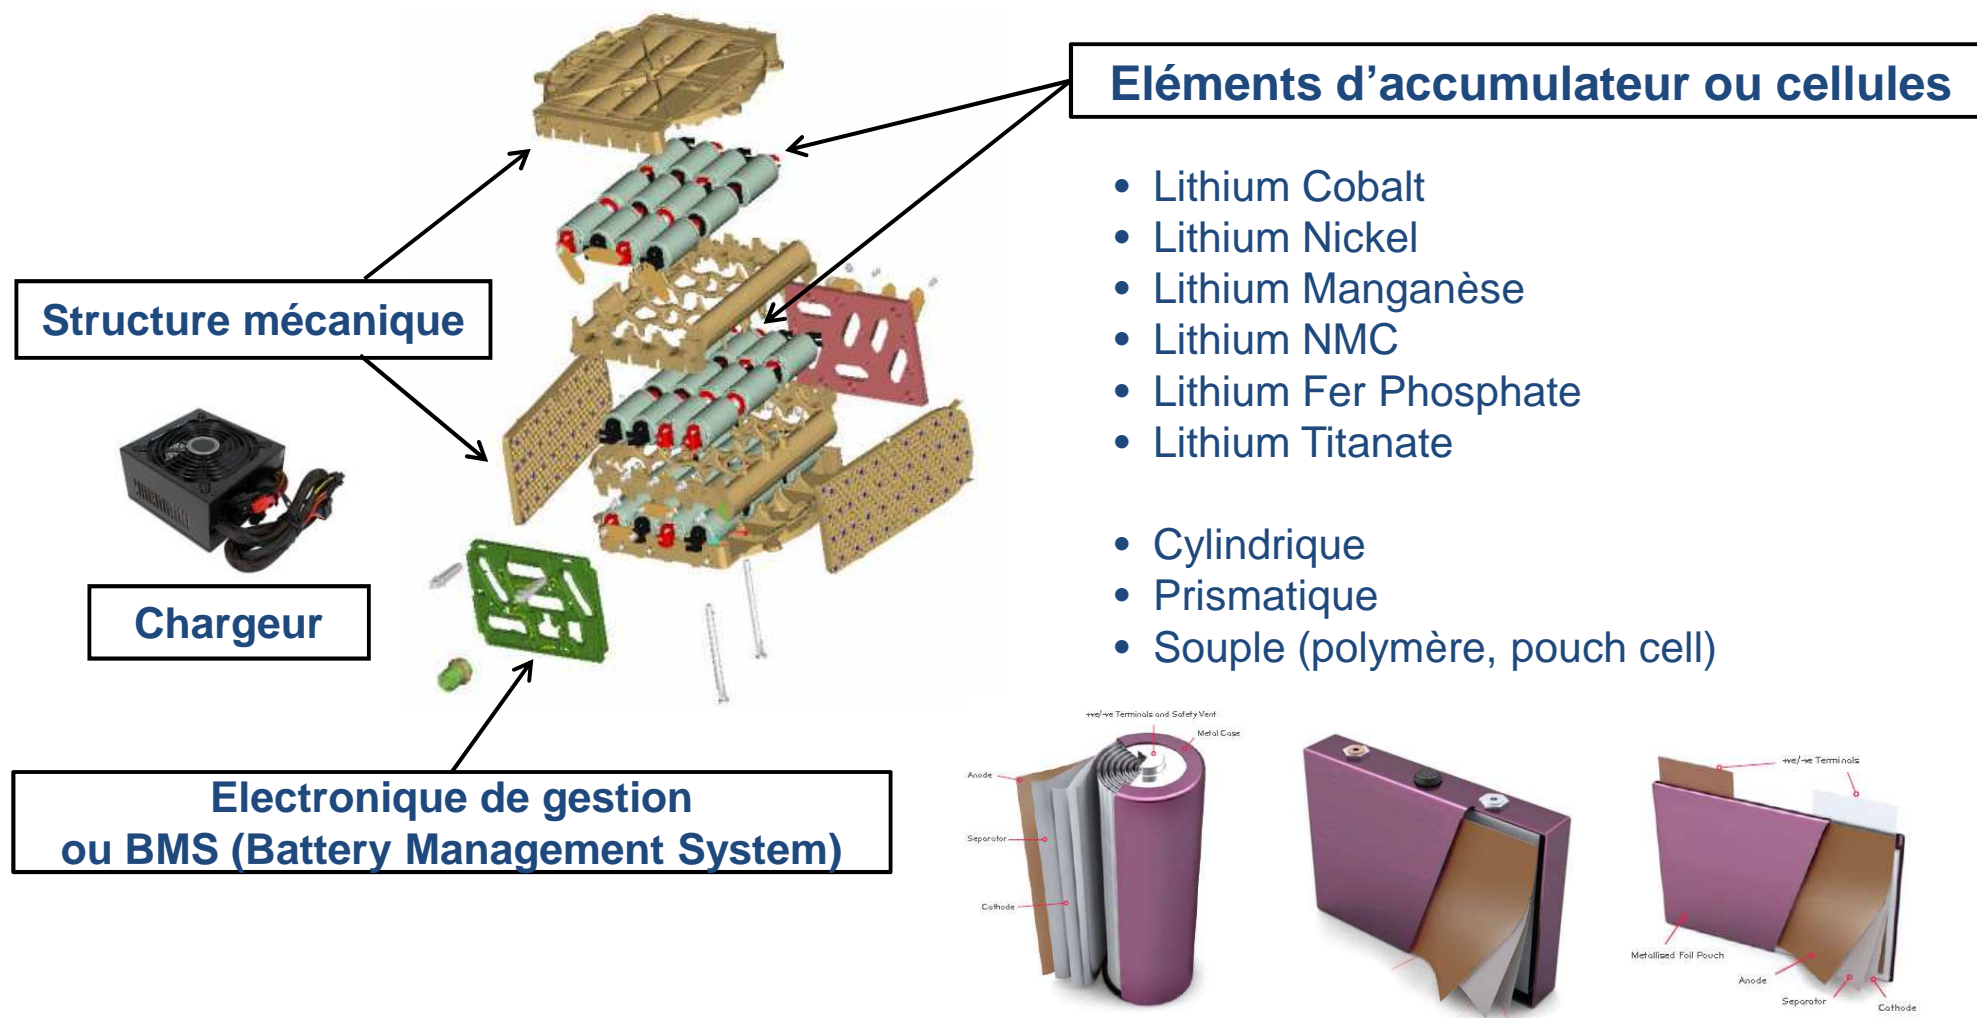 Eléments d’accumulateur ou cellules
• Lithium Cobalt
• Lithium Nickel
• Lithium Manganèse
• Lithium NMC
• Lithium Fer Phosphate
• Lithium Titanate
• Cylindrique
• Prismatique
• Souple (polymère, pouch cell)
Structure mécanique
Chargeur
Electronique de gestion
ou BMS (Battery Management System)
+ve/-ve Terminals and Safety Vent
Metal Case
Anode
Separator
Cathode
+ve/-ve Terminals
Metallised Foil Pouch
Anode
Separator
Cathode